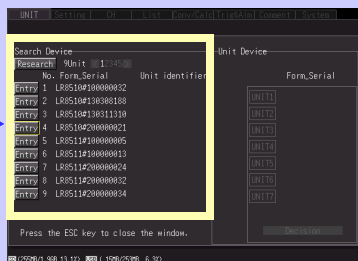 UNIT Setting CH List Conv/Calc Trig&Alm Comment System
Search Device
Research 9Unit 12345
No. Form_Serial Unit identifier
Entry 1 LR8510#100000032
Entry 2 LR8510#130308188
Entry 3 LR8510#131311310
Entry 4 LR8510#200000021
Entry 5 LR8511#100000005
Entry 6 LR8511#100000013
Entry 7 LR8511#200000024
Entry 8 LR8511#200000032
Entry 9 LR8511#200000034
Press the ESC key to close the window.
Unit Device
Form_Serial
UNIT1
UNIT2
UNIT3
UNIT4
UNIT5
UNIT6
UNIT7
Decision